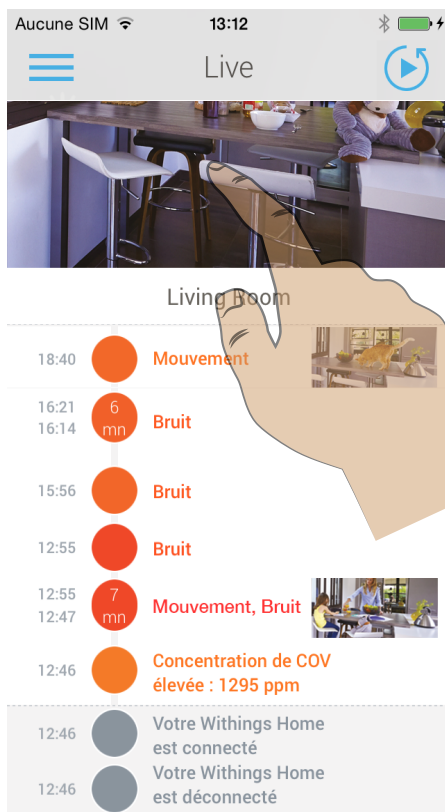 Aucune SIM 13:12
Live
Living Room
18:40 Mouvement
16:21 6 Bruit
16:14 mn
15:56 Bruit
12:55 Bruit
12:55 7 Mouvement, Bruit
12:47 mn
12:46 Concentration de COV
élevée : 1295 ppm
12:46 Votre Withings Home
est connecté
12:46 Votre Withings Home
est déconnecté